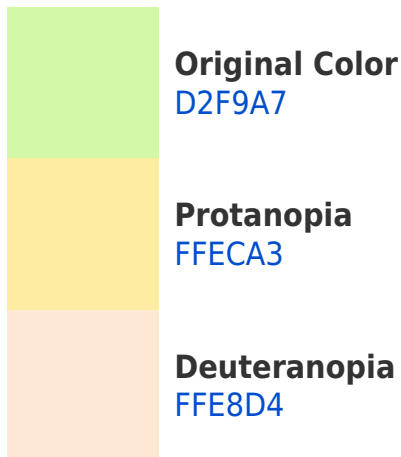 Original Color
D2F9A7
Protanopia
FFECA3
Deuteranopia
FFE8D4